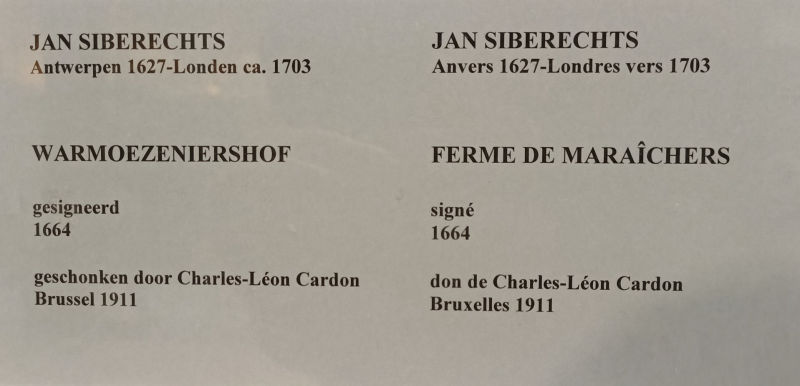 JAN SIBERECHTS
Antwerpen 1627-Londen ca. 1703
WARMOEZENIERSHOF
gesigneerd
1664
geschonken door Charles-Léon Cardon
Brussel 1911
JAN SIBERECHTS
Anvers 1627-Londres vers 1703
FERME DE MARAÎCHERS
signé
1664
don de Charles-Léon Cardon
Bruxelles 1911